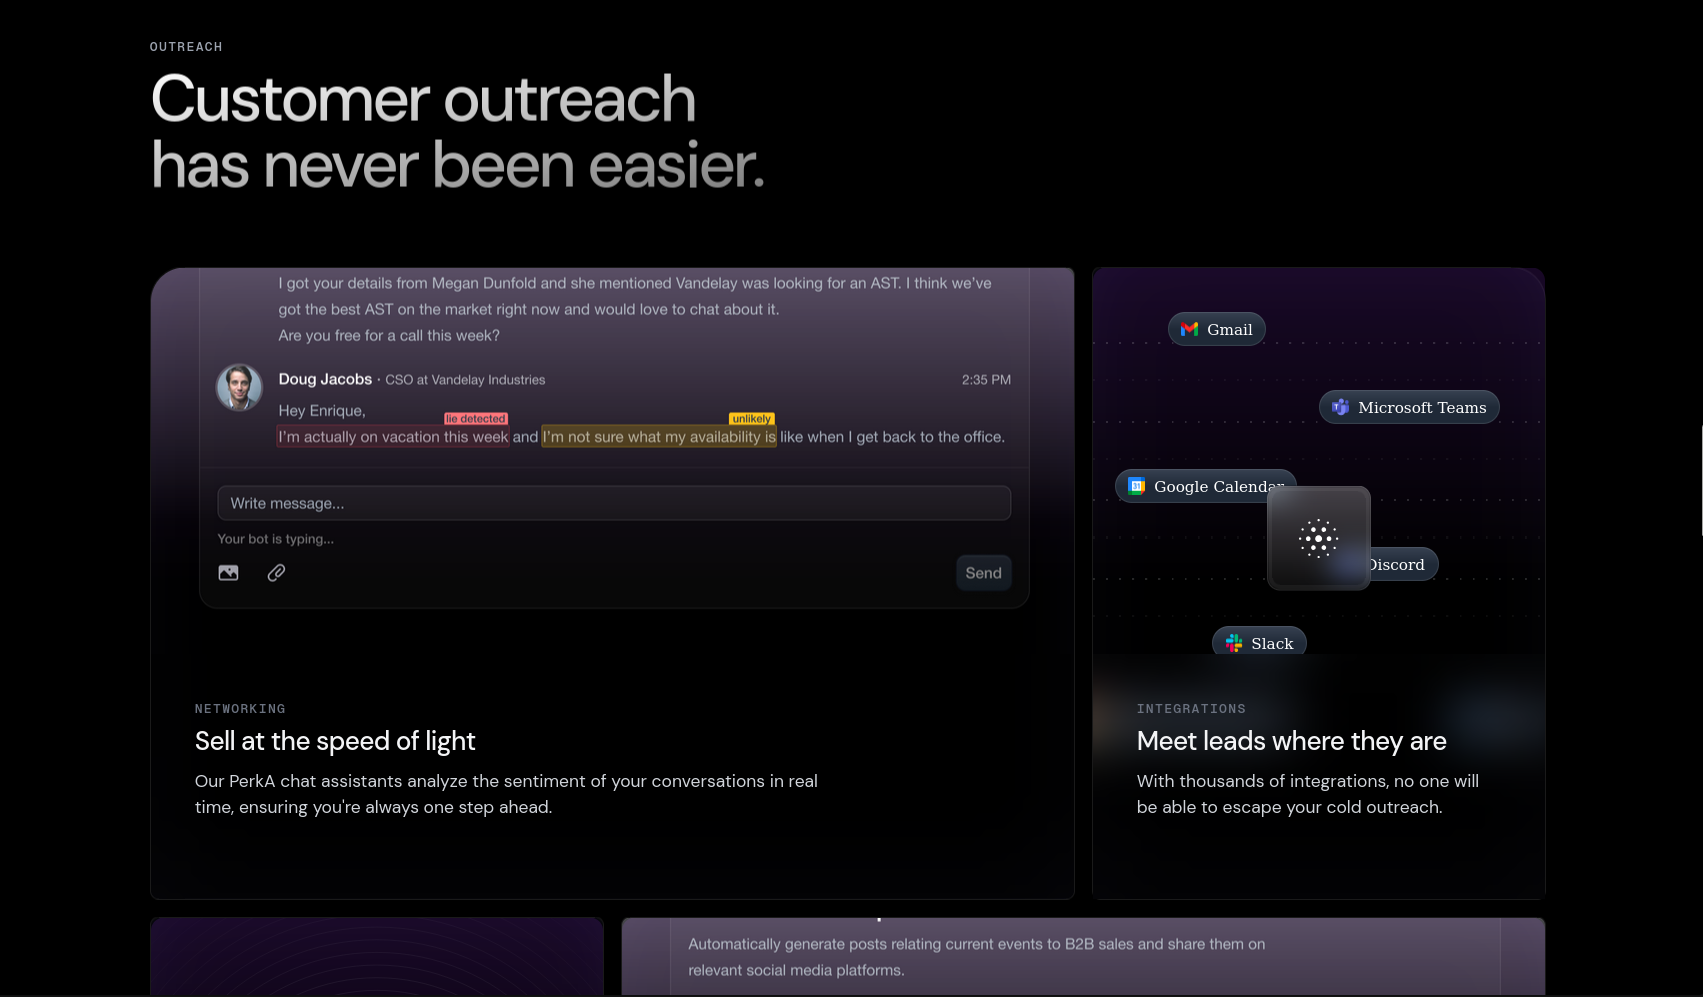 OUTREACH
Customer outreach
has never been easier.
I got your details from Megan Dunfold and she mentioned Vandelay was looking for an AST. I think we've
got the best AST on the market right now and would love to chat about it.
Are you free for a call this week?
Doug Jacobs · CSO at Vandelay Industries
2:35 PM
Hey Enrique,
lie detected
unlikely
I'm actually on vacation this week and I'm not sure what my availability is like when I get back to the office.
Write message...
Your bot is typing...
Send
NETWORKING
Sell at the speed of light
Our PerkA chat assistants analyze the sentiment of your conversations in real
time, ensuring you're always one step ahead.
Gmail
Microsoft Teams
31
Google Calendar
Discord
Slack
INTEGRATIONS
Meet leads where they are
With thousands of integrations, no one will
be able to escape your cold outreach.
Automatically generate posts relating current events to B2B sales and share them on
relevant social media platforms.